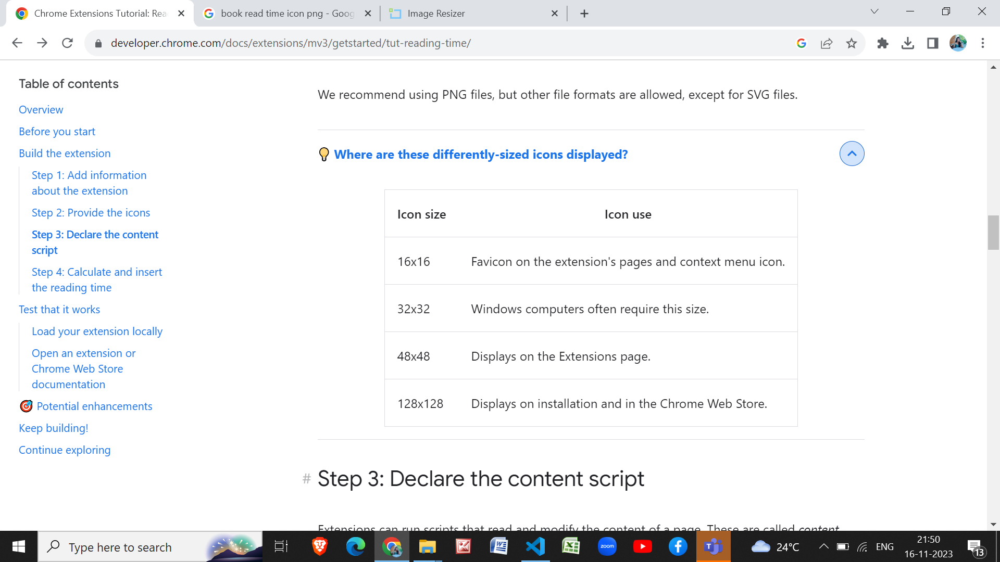 Chrome Extensions Tutorial: Rea
book read time icon png - Goog
Image Resizer
developer.chrome.com/docs/extensions/mv3/getstarted/tut-reading-time/
Table of contents
Overview
Before you start
Build the extension
Step 1: Add information
about the extension
Step 2: Provide the icons
Step 3: Declare the content
script
Step 4: Calculate and insert
the reading time
Test that it works
Load your extension locally
Open an extension or
Chrome Web Store
documentation
🎯 Potential enhancements
Keep building!
Continue exploring
We recommend using PNG files, but other file formats are allowed, except for SVG files.
💡 Where are these differently-sized icons displayed?
Icon size Icon use
16x16 Favicon on the extension's pages and context menu icon.
32x32 Windows computers often require this size.
48x48 Displays on the Extensions page.
128x128 Displays on installation and in the Chrome Web Store.
# Step 3: Declare the content script
Extensions can run scripts that read and modify the content of a page. These are called content
Type here to search
zoom
24°C
ENG
21:50
16-11-2023
13